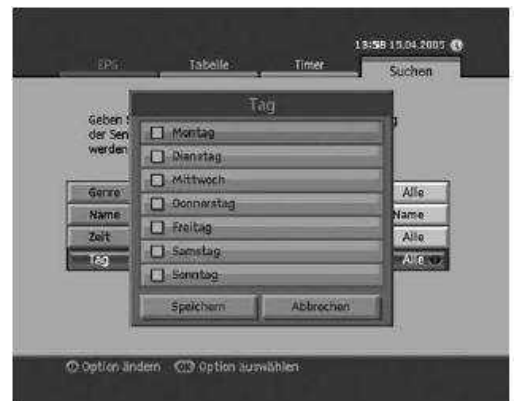 13:58 15.04.2005
EPG Tabelle Timer Suchen
Tag
Geben S
der Sen
werden
Montag
Dienstag
Mittwoch
Donnerstag
Freitag
Samstag
Sonntag
Genre Alle
Name Name
Zeit Alle
Tag Alle
Speichern Abbrechen
Option ändern OK Option auswählen